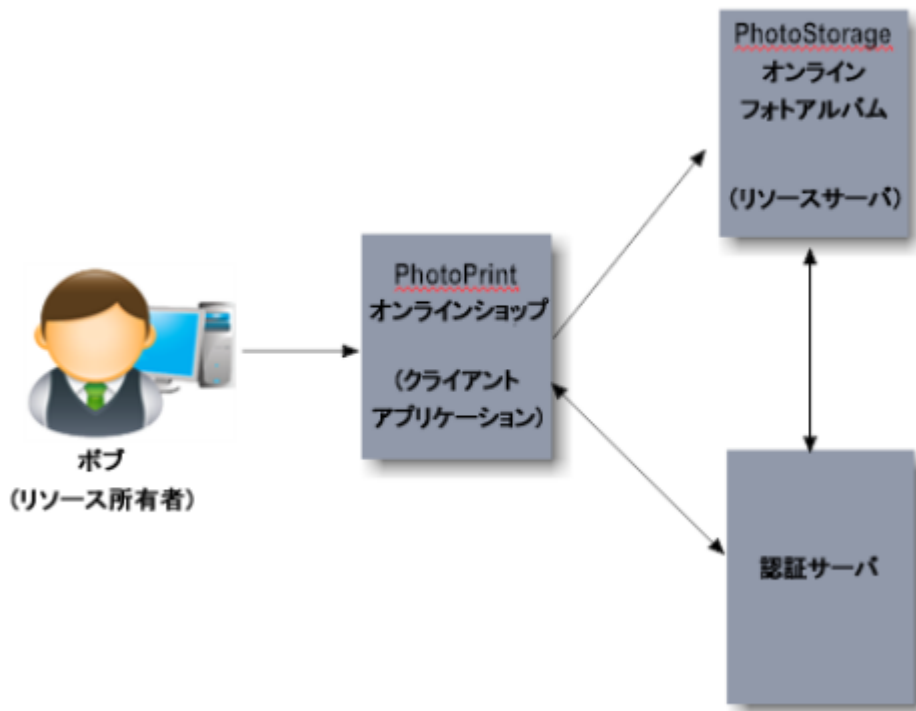 PhotoStorage
オンライン
フォトアルバム
(リソースサーバ)
PhotoPrint
オンラインショップ
(クライアント
アプリケーション)
ボブ
(リソース所有者)
認証サーバ